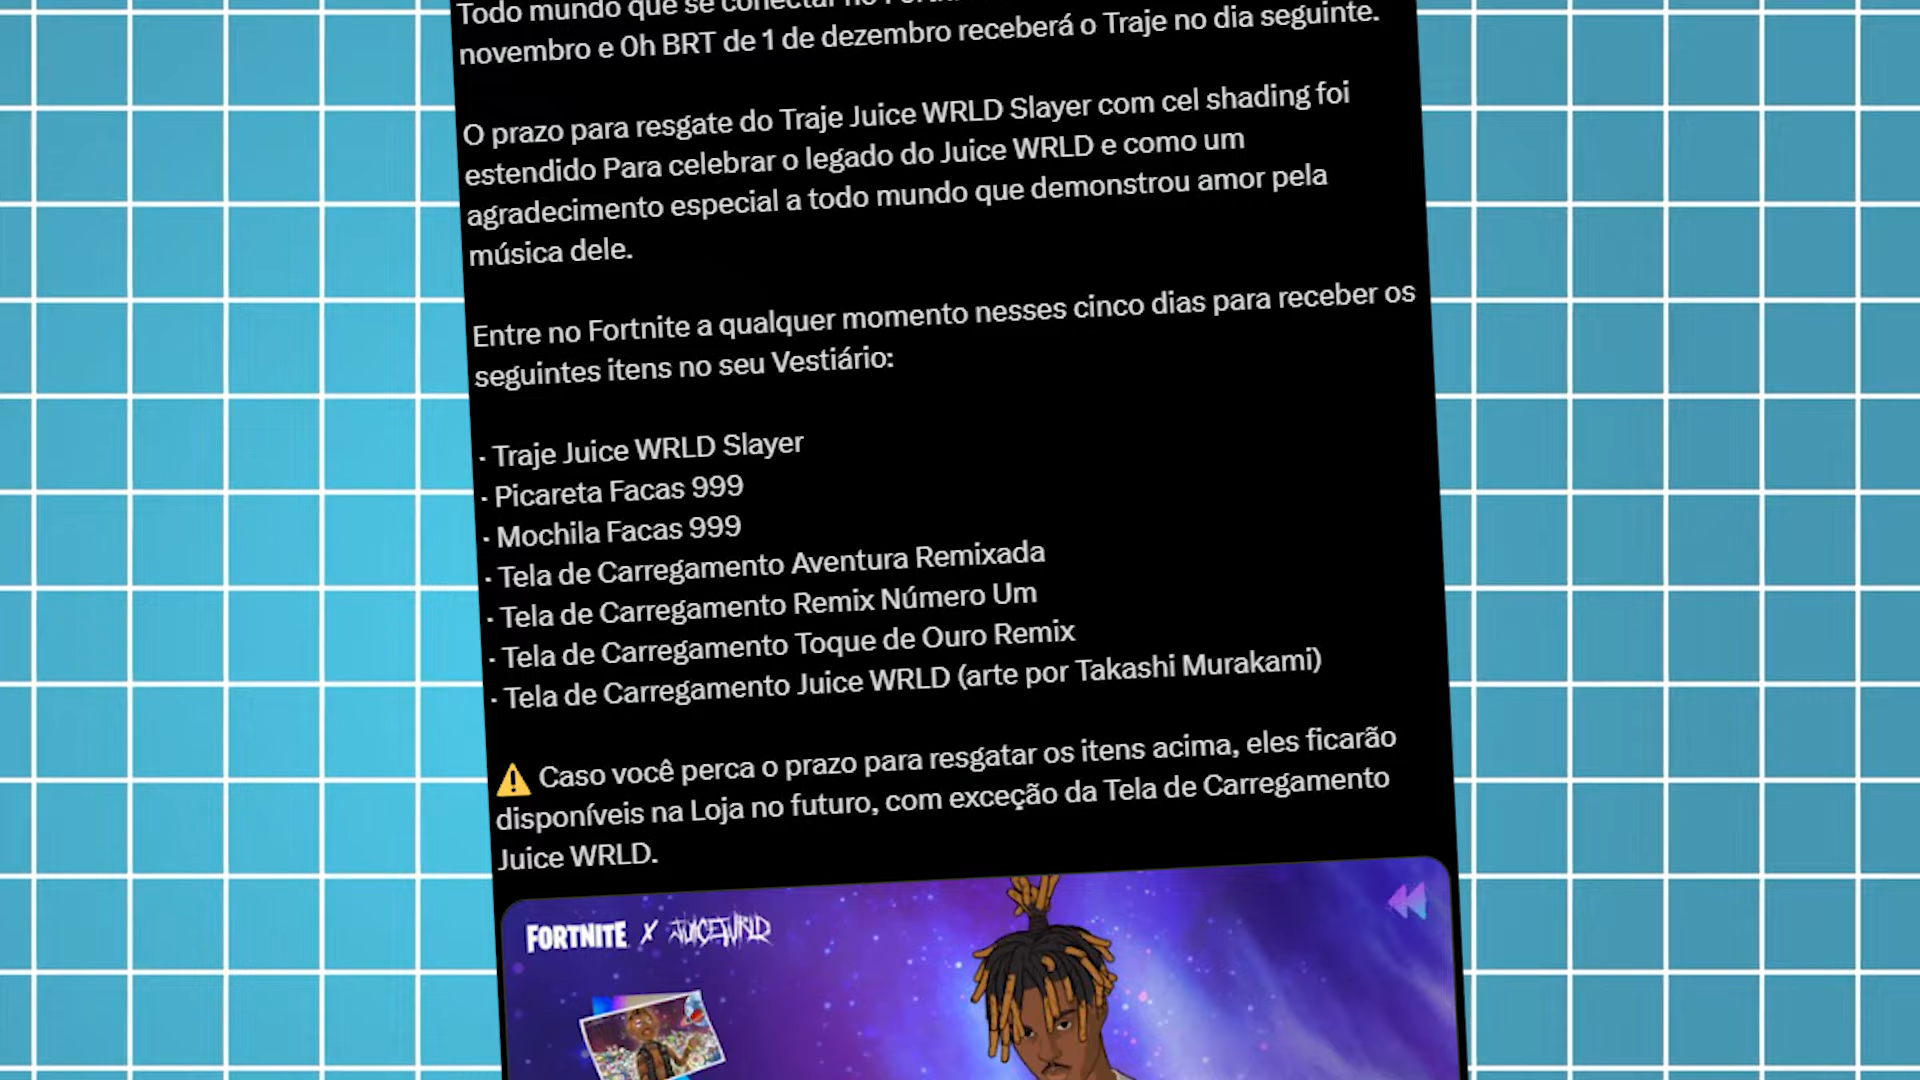 Todo mundo que se conectar no
novembro e 0h BRT de 1 de dezembro receberá o Traje no dia seguinte.
O prazo para resgate do Traje Juice WRLD Slayer com cel shading foi
estendido Para celebrar o legado do Juice WRLD e como um
agradecimento especial a todo mundo que demonstrou amor pela
música dele.
Entre no Fortnite a qualquer momento nesses cinco dias para receber os
seguintes itens no seu Vestiário:
· Traje Juice WRLD Slayer
· Picareta Facas 999
· Mochila Facas 999
· Tela de Carregamento Aventura Remixada
· Tela de Carregamento Remix Número Um
· Tela de Carregamento Toque de Ouro Remix
· Tela de Carregamento Juice WRLD (arte por Takashi Murakami)
⚠️ Caso você perca o prazo para resgatar os itens acima, eles ficarão
disponíveis na Loja no futuro, com exceção da Tela de Carregamento
Juice WRLD.
FORTNITE X JUICEWRLD